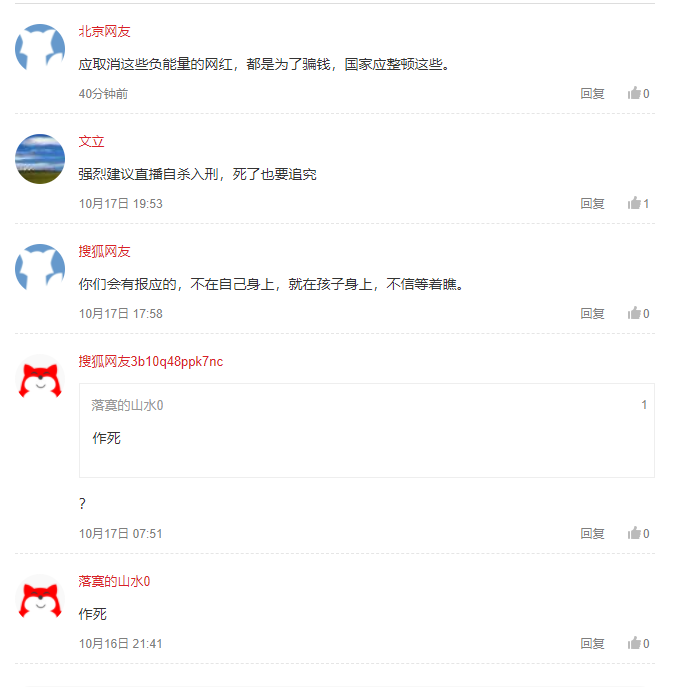 北京网友
应取消这些负能量的网红，都是为了骗钱，国家应整顿这些。
40分钟前 回复 0
文立
强烈建议直播自杀入刑，死了也要追究
10月17日 19:53 回复 1
搜狐网友
你们会有报应的，不在自己身上，就在孩子身上，不信等着瞧。
10月17日 17:58 回复 0
搜狐网友3b10q48ppk7nc
落寞的山水0 1
作死
？
10月17日 07:51 回复 0
落寞的山水0
作死
10月16日 21:41 回复 0